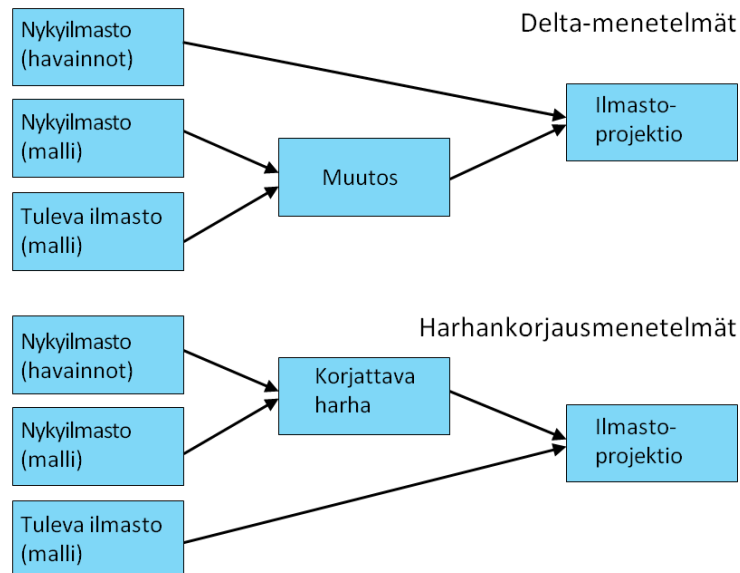 Delta-menetelmät
Nykyilmasto
(havainnot)
Nykyilmasto
(malli)
Tuleva ilmasto
(malli)
Muutos
Ilmasto-
projektio
Harhankorjausmenetelmät
Nykyilmasto
(havainnot)
Nykyilmasto
(malli)
Tuleva ilmasto
(malli)
Korjattava
harha
Ilmasto-
projektio